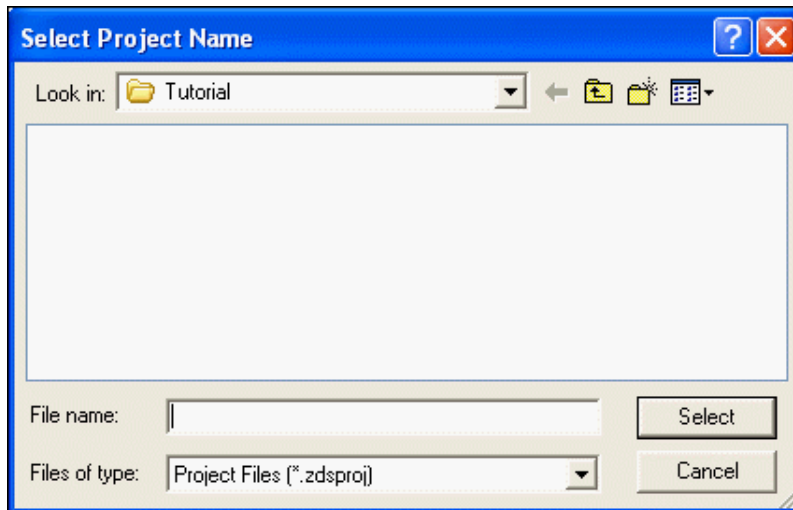 Select Project Name
Look in: Tutorial
File name: Select
Files of type: Project Files (*.zdsproj) Cancel